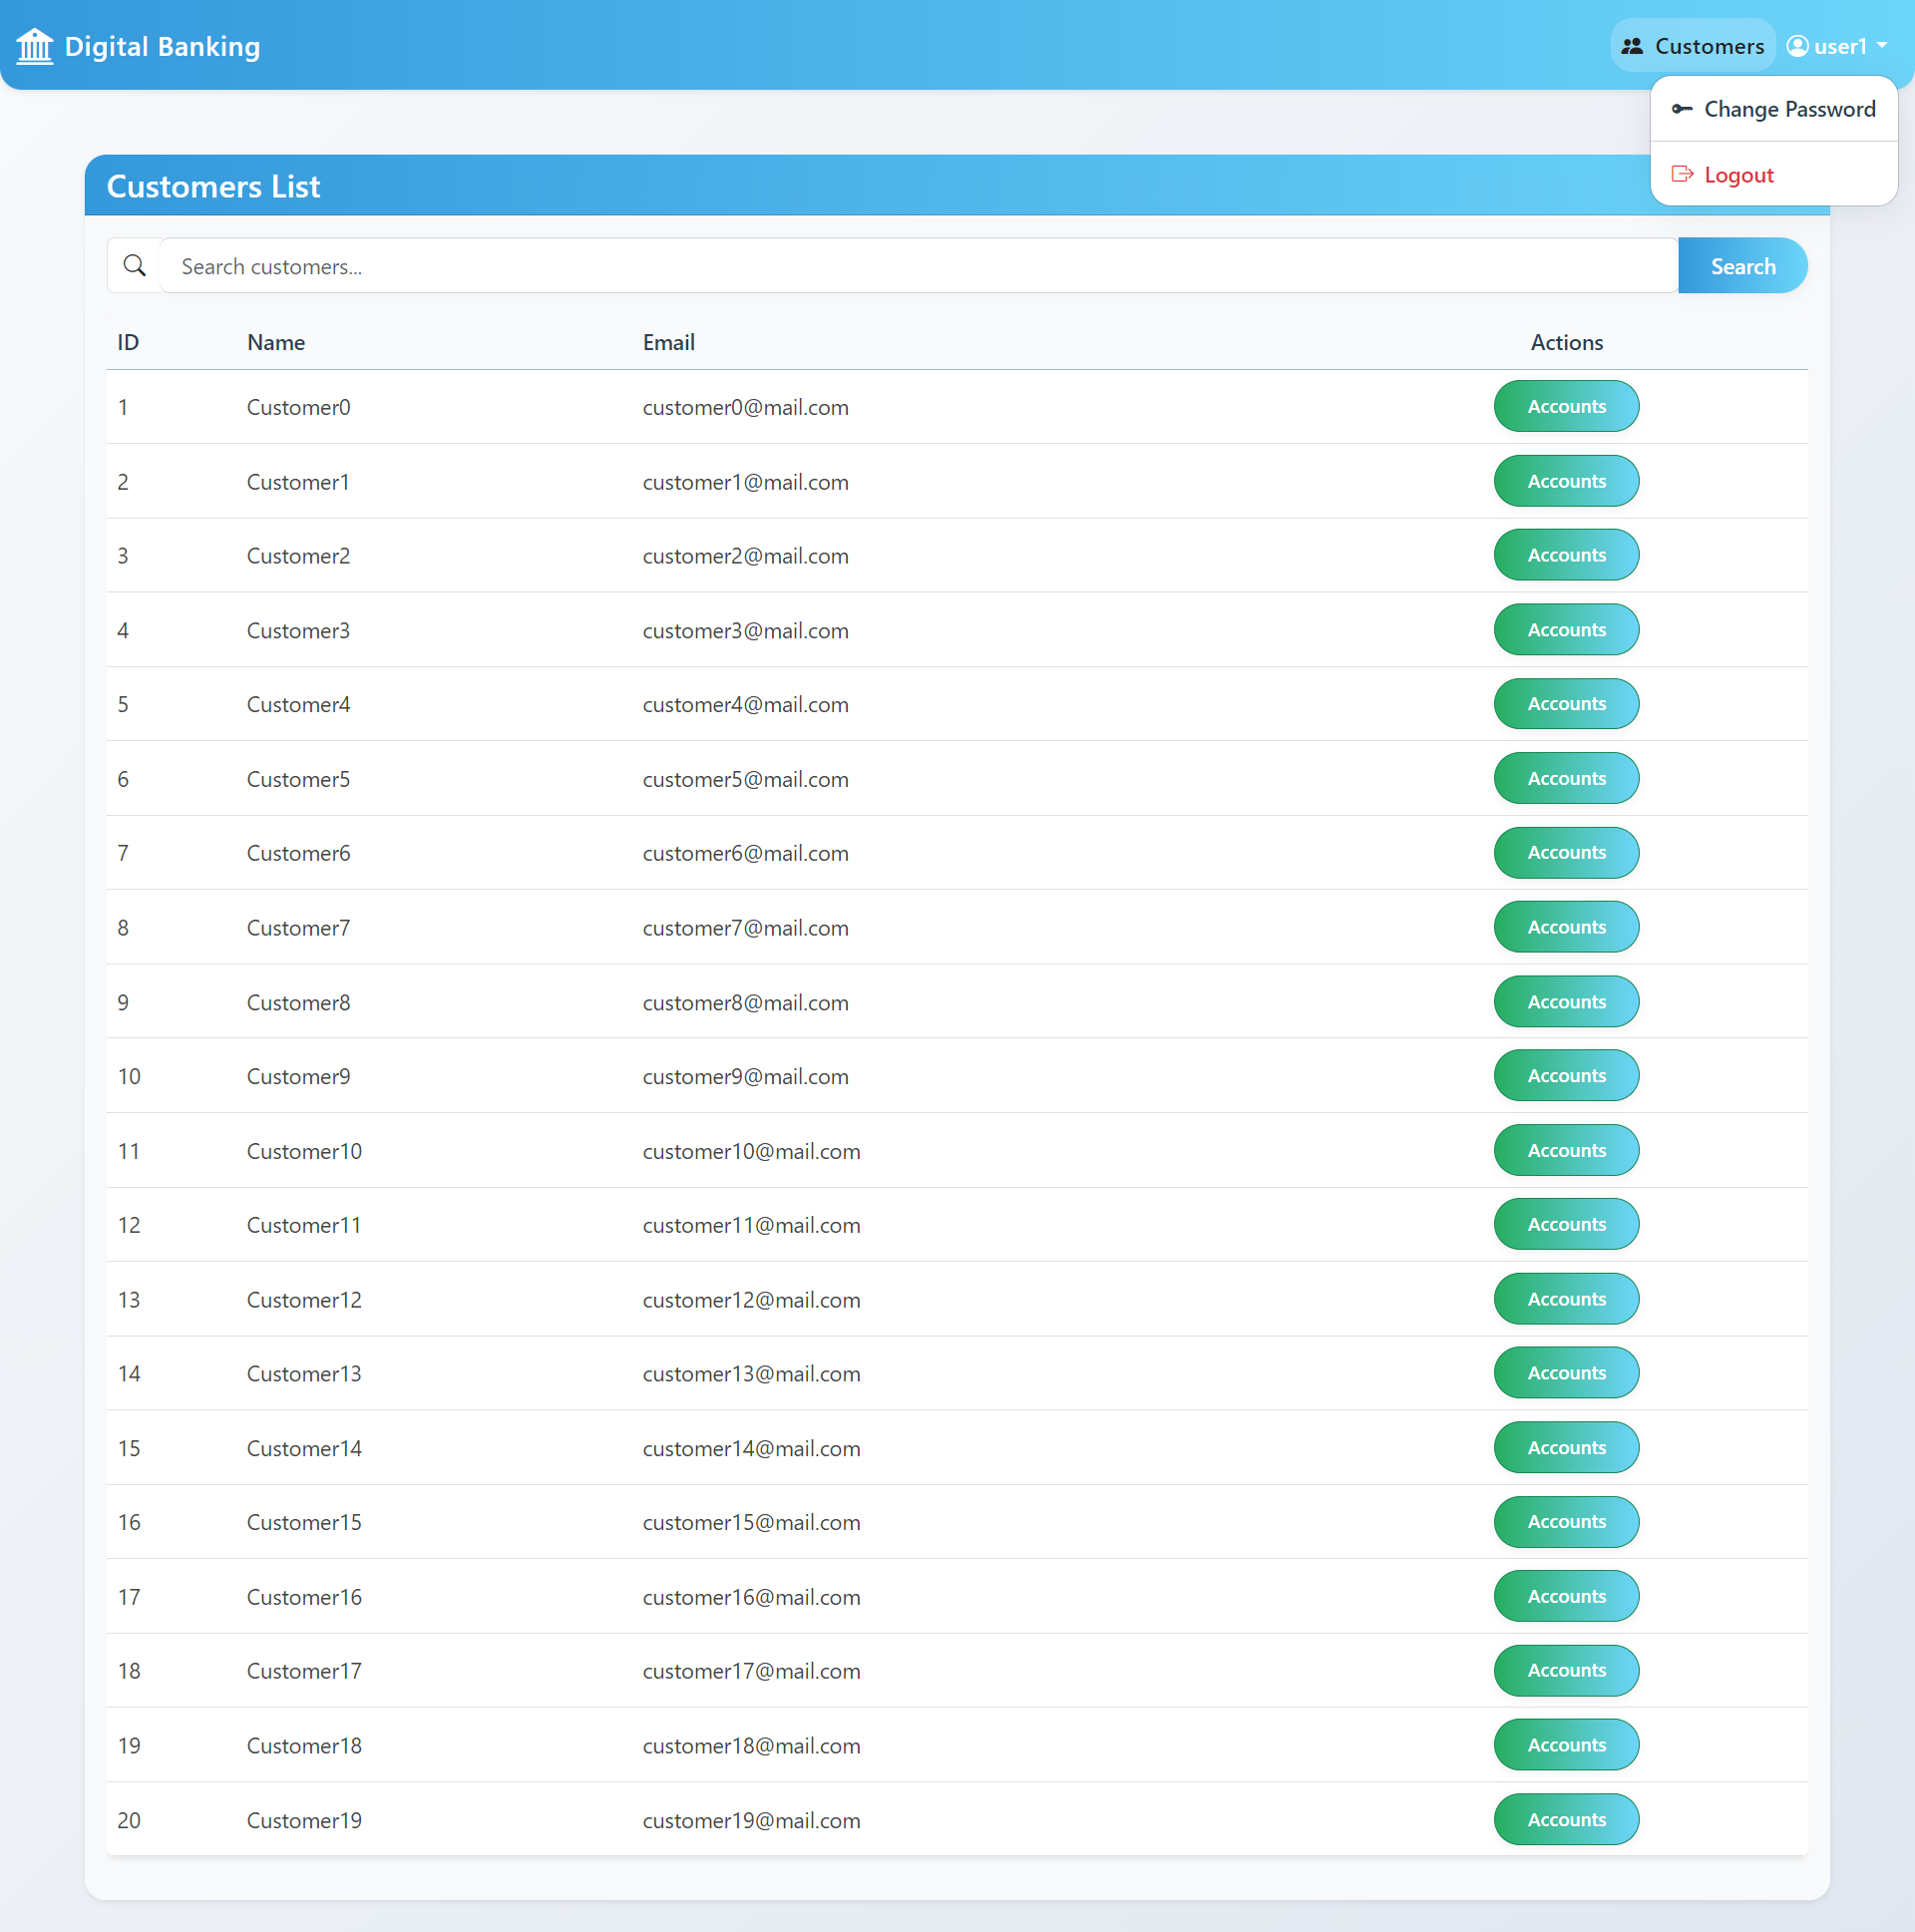 Digital Banking
Customers user1
Change Password
Logout
Customers List
Search customers... Search
ID Name Email Actions
1 Customer0 customer0@mail.com Accounts
2 Customer1 customer1@mail.com Accounts
3 Customer2 customer2@mail.com Accounts
4 Customer3 customer3@mail.com Accounts
5 Customer4 customer4@mail.com Accounts
6 Customer5 customer5@mail.com Accounts
7 Customer6 customer6@mail.com Accounts
8 Customer7 customer7@mail.com Accounts
9 Customer8 customer8@mail.com Accounts
10 Customer9 customer9@mail.com Accounts
11 Customer10 customer10@mail.com Accounts
12 Customer11 customer11@mail.com Accounts
13 Customer12 customer12@mail.com Accounts
14 Customer13 customer13@mail.com Accounts
15 Customer14 customer14@mail.com Accounts
16 Customer15 customer15@mail.com Accounts
17 Customer16 customer16@mail.com Accounts
18 Customer17 customer17@mail.com Accounts
19 Customer18 customer18@mail.com Accounts
20 Customer19 customer19@mail.com Accounts